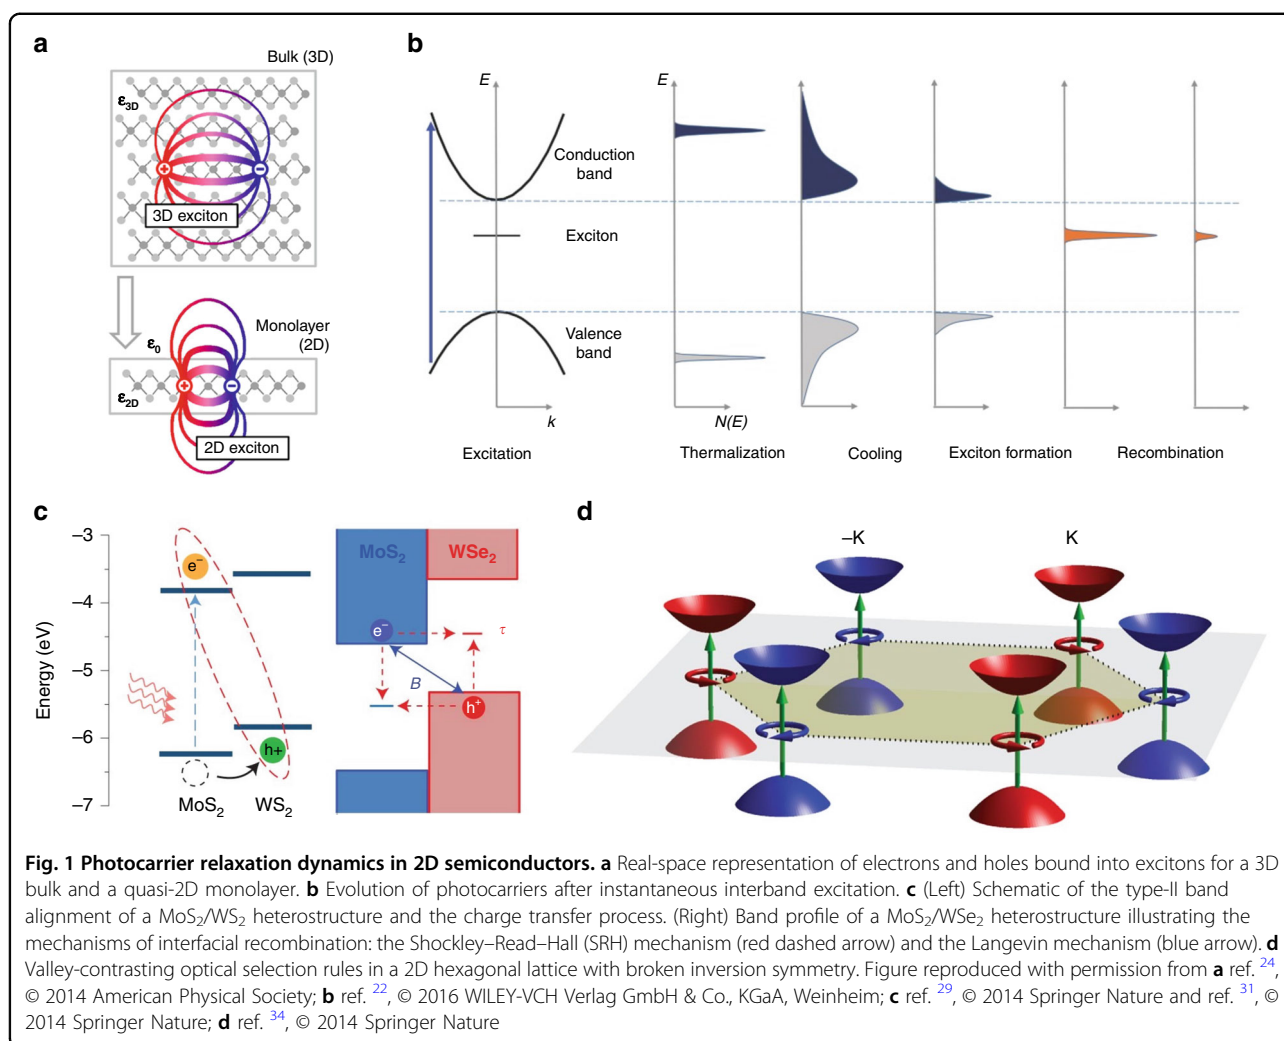 a
Bulk (3D)
ε3D
+
−
3D exciton
Monolayer
(2D)
ε0
+
−
ε2D
2D exciton
b
E
E
Conduction
band
Exciton
Valence
band
k
N(E)
Excitation
Thermalization
Cooling
Exciton formation
Recombination
c
Energy (eV)
–3
–4
–5
–6
–7
e−
h+
MoS2
WS2
MoS2
WSe2
e−
τ
B
h+
d
–K
K
Fig. 1 Photocarrier relaxation dynamics in 2D semiconductors. a Real-space representation of electrons and holes bound into excitons for a 3D
bulk and a quasi-2D monolayer. b Evolution of photocarriers after instantaneous interband excitation. c (Left) Schematic of the type-II band
alignment of a MoS2/WS2 heterostructure and the charge transfer process. (Right) Band profile of a MoS2/WSe2 heterostructure illustrating the
mechanisms of interfacial recombination: the Shockley–Read–Hall (SRH) mechanism (red dashed arrow) and the Langevin mechanism (blue arrow). d
Valley-contrasting optical selection rules in a 2D hexagonal lattice with broken inversion symmetry. Figure reproduced with permission from a ref. 24,
© 2014 American Physical Society; b ref. 22, © 2016 WILEY-VCH Verlag GmbH & Co., KGaA, Weinheim; c ref. 29, © 2014 Springer Nature and ref. 31, ©
2014 Springer Nature; d ref. 34, © 2014 Springer Nature